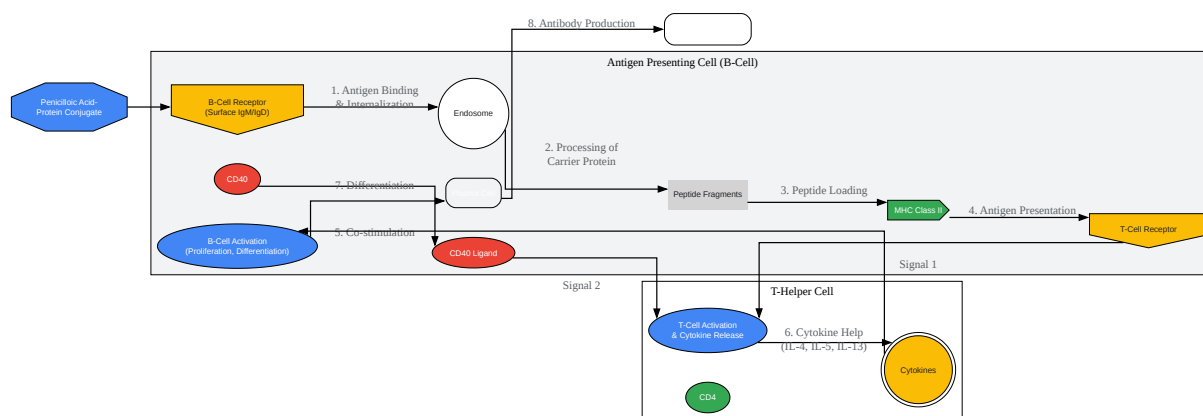 8. Antibody Production
Antigen Presenting Cell (B-Cell)
Penicilloic Acid-
Protein Conjugate
B-Cell Receptor
(Surface IgM/IgD)
1. Antigen Binding
& Internalization
Endosome
2. Processing of
Carrier Protein
CD40
7. Differentiation
Peptide Fragments
3. Peptide Loading
MHC Class II
4. Antigen Presentation
T-Cell Receptor
5. Co-stimulation
B-Cell Activation
(Proliferation, Differentiation)
CD40 Ligand
Signal 1
Signal 2
T-Helper Cell
T-Cell Activation
& Cytokine Release
6. Cytokine Help
(IL-4, IL-5, IL-13)
Cytokines
CD4